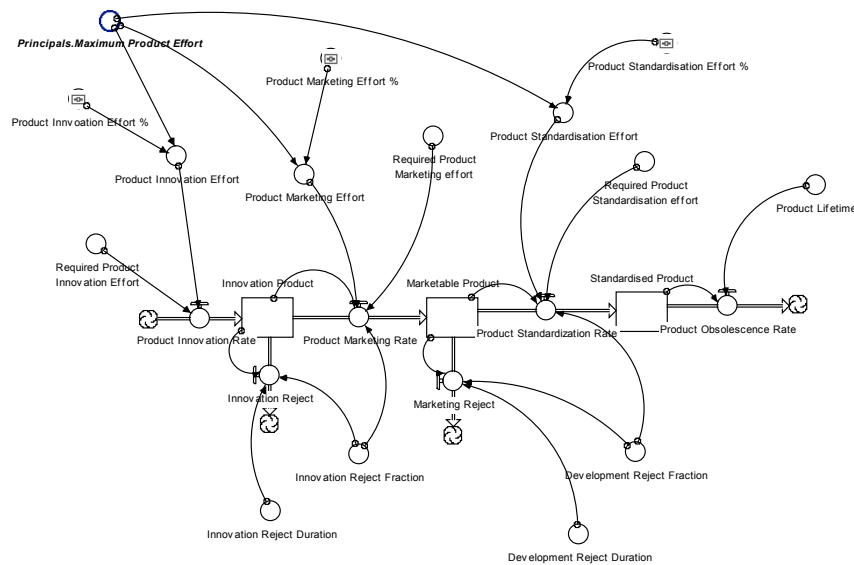 Principals.Maximum Product Effort
Product Standardisation Effort %
Product Marketing Effort %
Product Innvoation Effort %
Product Standardisation Effort
Required Product
Marketing effort
Product Innovation Effort
Product Marketing Effort
Required Product
Standardisation effort
Product Lifetime
Required Product
Innovation Effort
Innovation Product
Marketable Product
Standardised Product
Product Innovation Rate
Product Marketing Rate
Product Standardization Rate
Product Obsolescence Rate
Innovation Reject
Marketing Reject
Innovation Reject Fraction
Development Reject Fraction
Innovation Reject Duration
Development Reject Duration